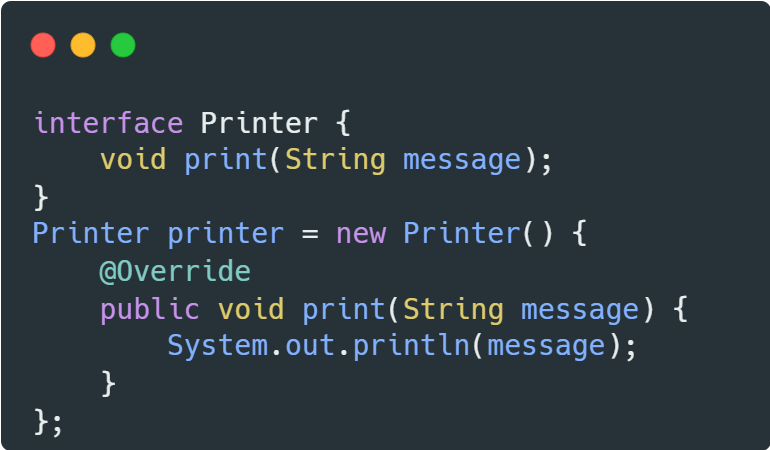 interface Printer {
    void print(String message);
}
Printer printer = new Printer() {
    @Override
    public void print(String message) {
        System.out.println(message);
    }
};